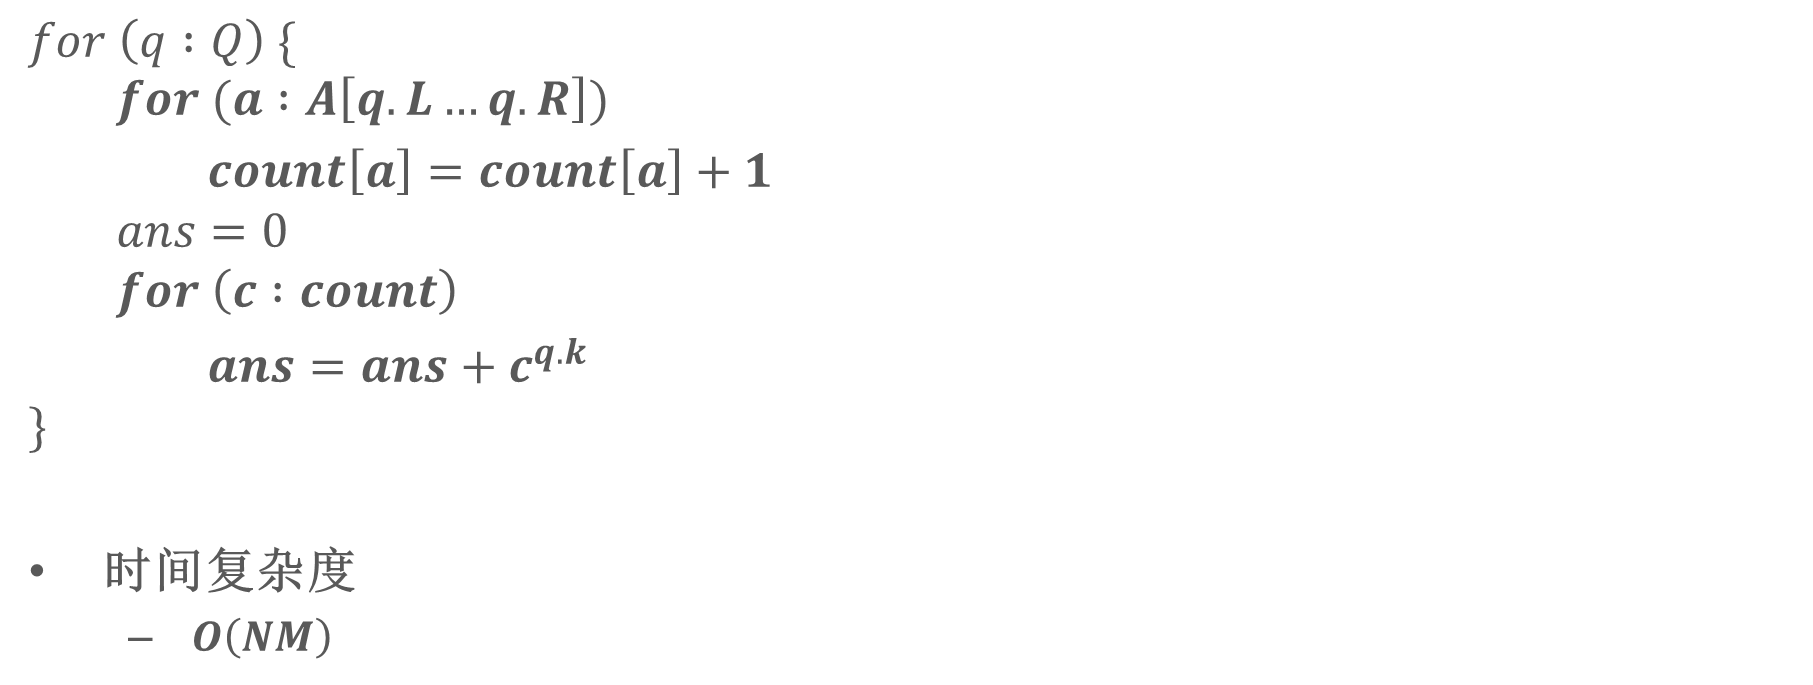 for (q : Q) {
for (a : A[q. L … q. R])
count[a] = count[a] + 1
ans = 0
for (c : count)
ans = ans + c^{q.k}
}
• 时间复杂度
– O(NM)